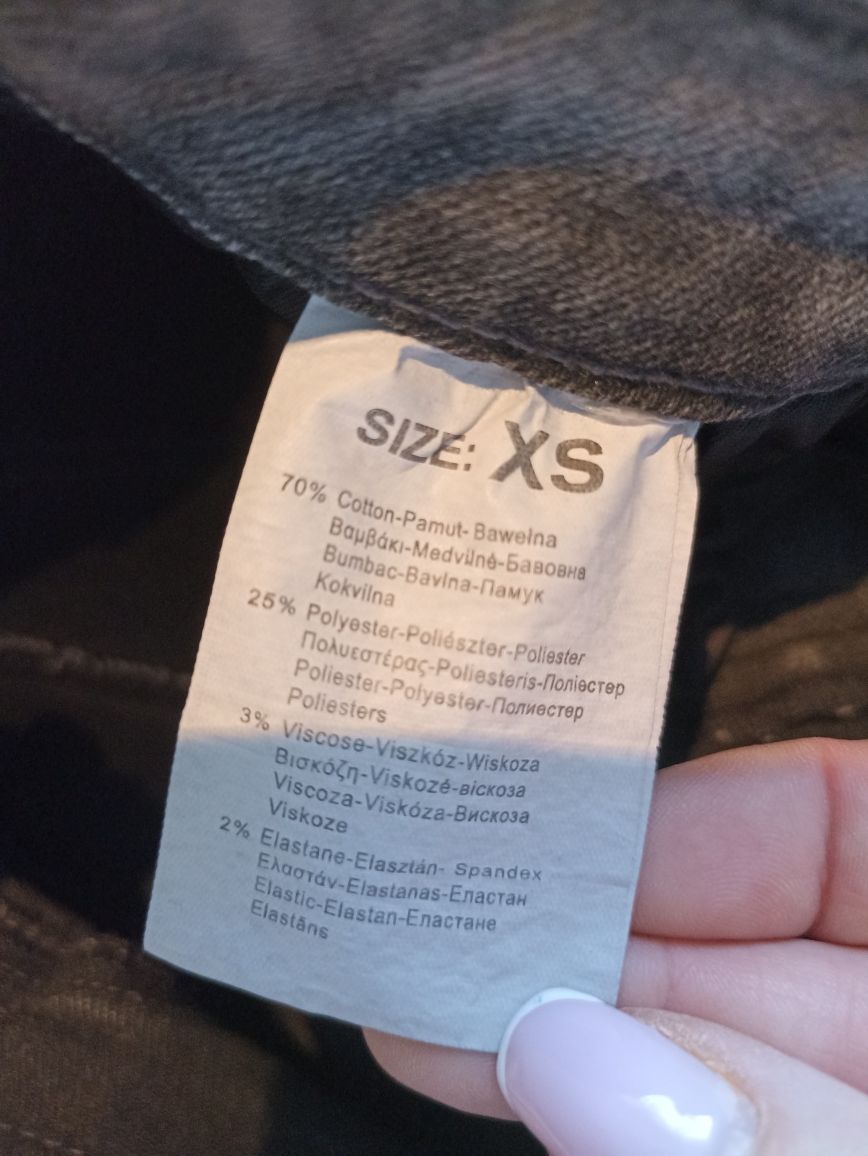 SIZE: XS
70% Cotton-Pamut- Bawełna
Βαμβάκι-Medvilnė-Бавовна
Bumbac-Bavlna-Памук
Kokvilna
25% Polyester-Poliészter-Poliester
Πολυεστέρας-Poliesteris-Поліестер
Poliester-Polyester-Полиестер
Poliesters
3% Viscose-Viszkóz-Wiskoza
Βισκόζη-Viskozė-віскоза
Viscoza-Viskóza-Вискоза
Viskoze
2% Elastane-Elasztán- Spandex
Ελαστάν-Elastanas-Еластан
Elastic-Elastan-Еластане
Elastāns